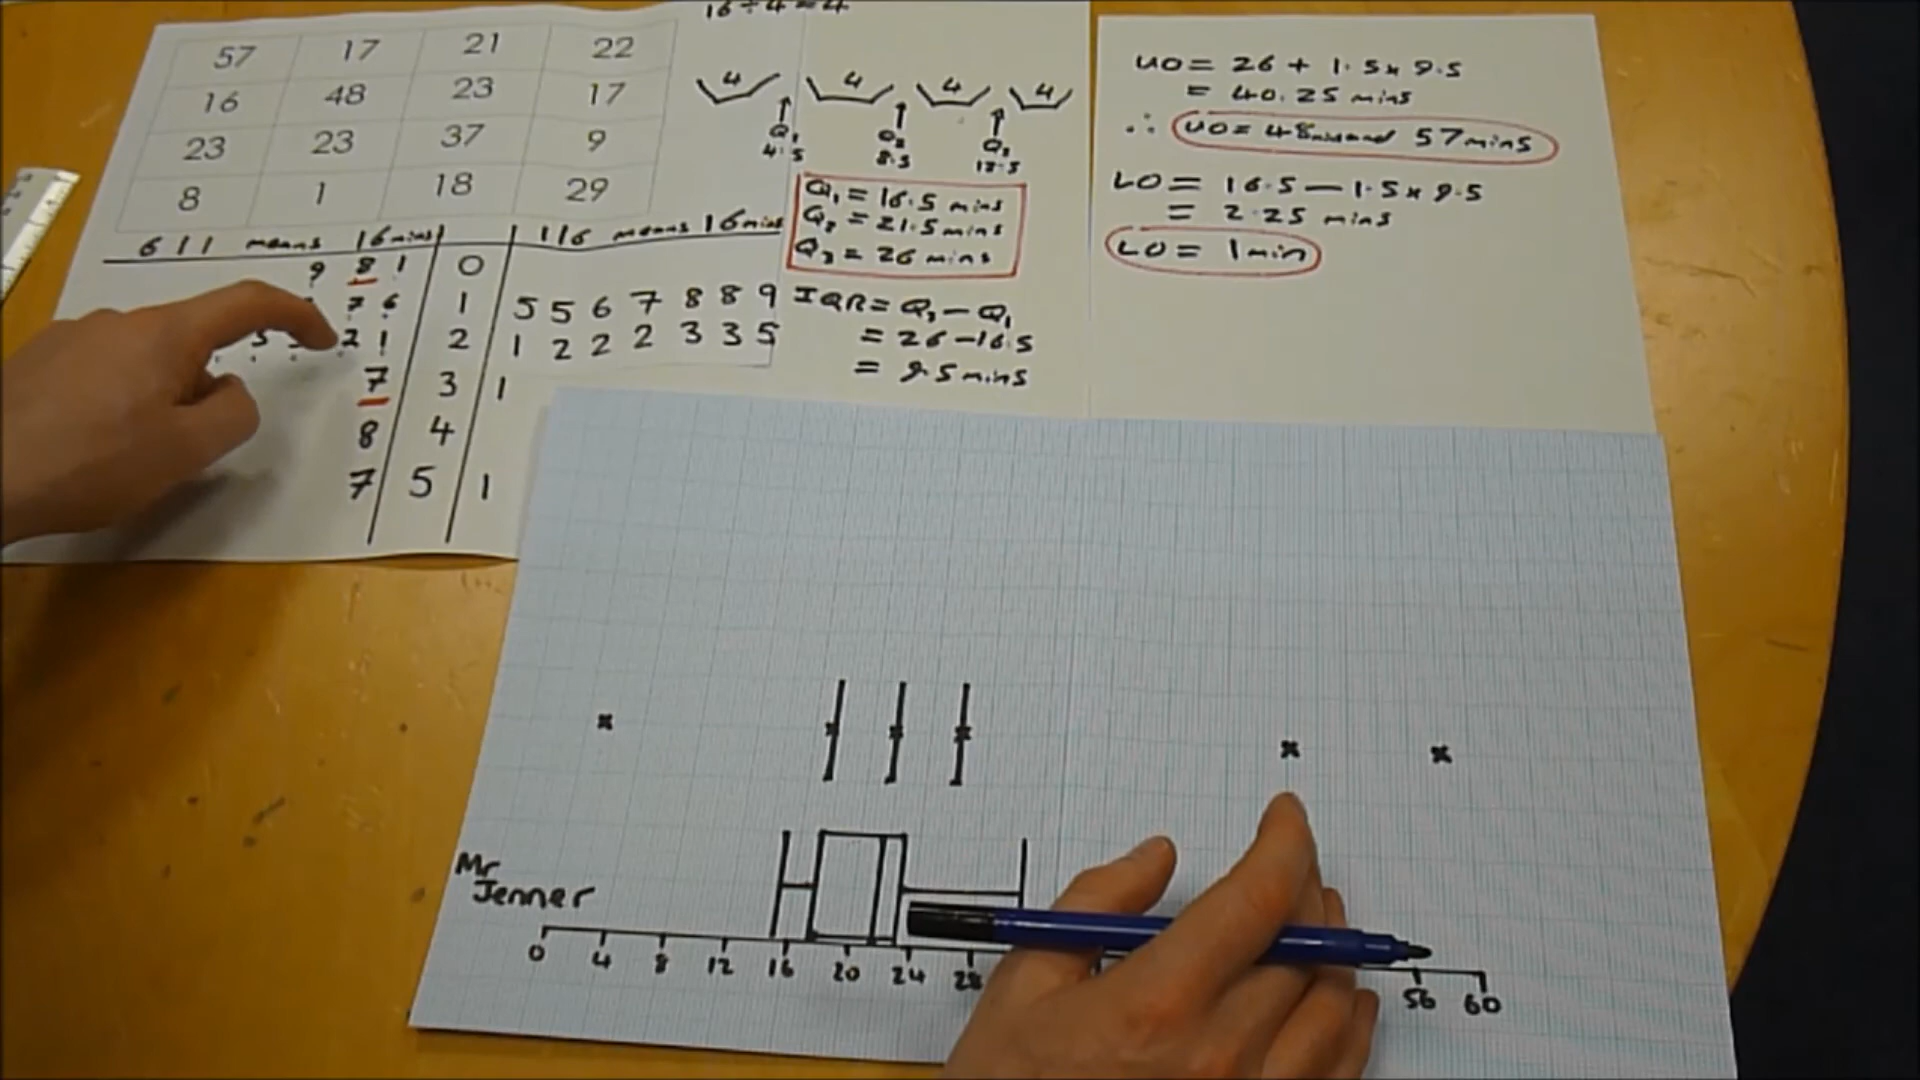 16 ÷ 4 = 4
57 17 21 22
16 48 23 17
23 23 37 9
8 1 18 29
4 4 4 4
Q₁ Q₂ Q₃
4.5 8.5 12.5
Q₁ = 16.5 mins
Q₂ = 21.5 mins
Q₃ = 26 mins
IQR = Q₃ − Q₁
= 26 − 16.5
= 9.5 mins
UO = 26 + 1.5 × 9.5
= 40.25 mins
∴ UO = 48 mins and 57 mins
LO = 16.5 − 1.5 × 9.5
= 2.25 mins
LO = 1 min
6 | 1 means 16 mins | 1 | 6 means 16 mins
9 8 1 | 0 |
7 6 | 1 | 5 5 6 7 8 8 9
2 1 | 2 | 1 2 2 2 3 3 5
7 | 3 | 1
8 | 4 |
7 | 5 | 1
Mr
Jenner
0 4 8 12 16 20 24 28 56 60